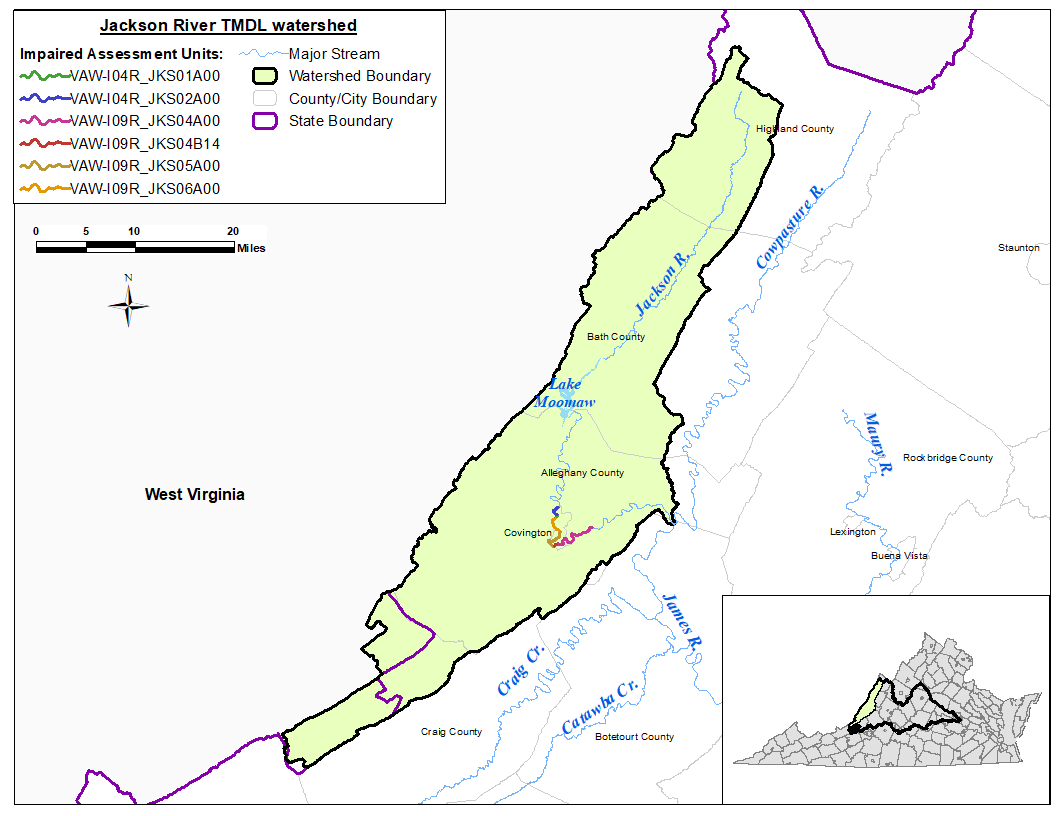 Jackson River TMDL watershed
Impaired Assessment Units:
VAW-I04R_JKS01A00
VAW-I04R_JKS02A00
VAW-I09R_JKS04A00
VAW-I09R_JKS04B14
VAW-I09R_JKS05A00
VAW-I09R_JKS06A00
Major Stream
Watershed Boundary
County/City Boundary
State Boundary
0 5 10 20
Miles
N
Highland County
Cowpasture R.
Staunton
Jackson R.
Bath County
Lake
Moomaw
Maury R.
Rockbridge County
Alleghany County
West Virginia
Covington
Lexington
Buena Vista
James R.
Craig Cr.
Catawba Cr.
Craig County
Botetourt County